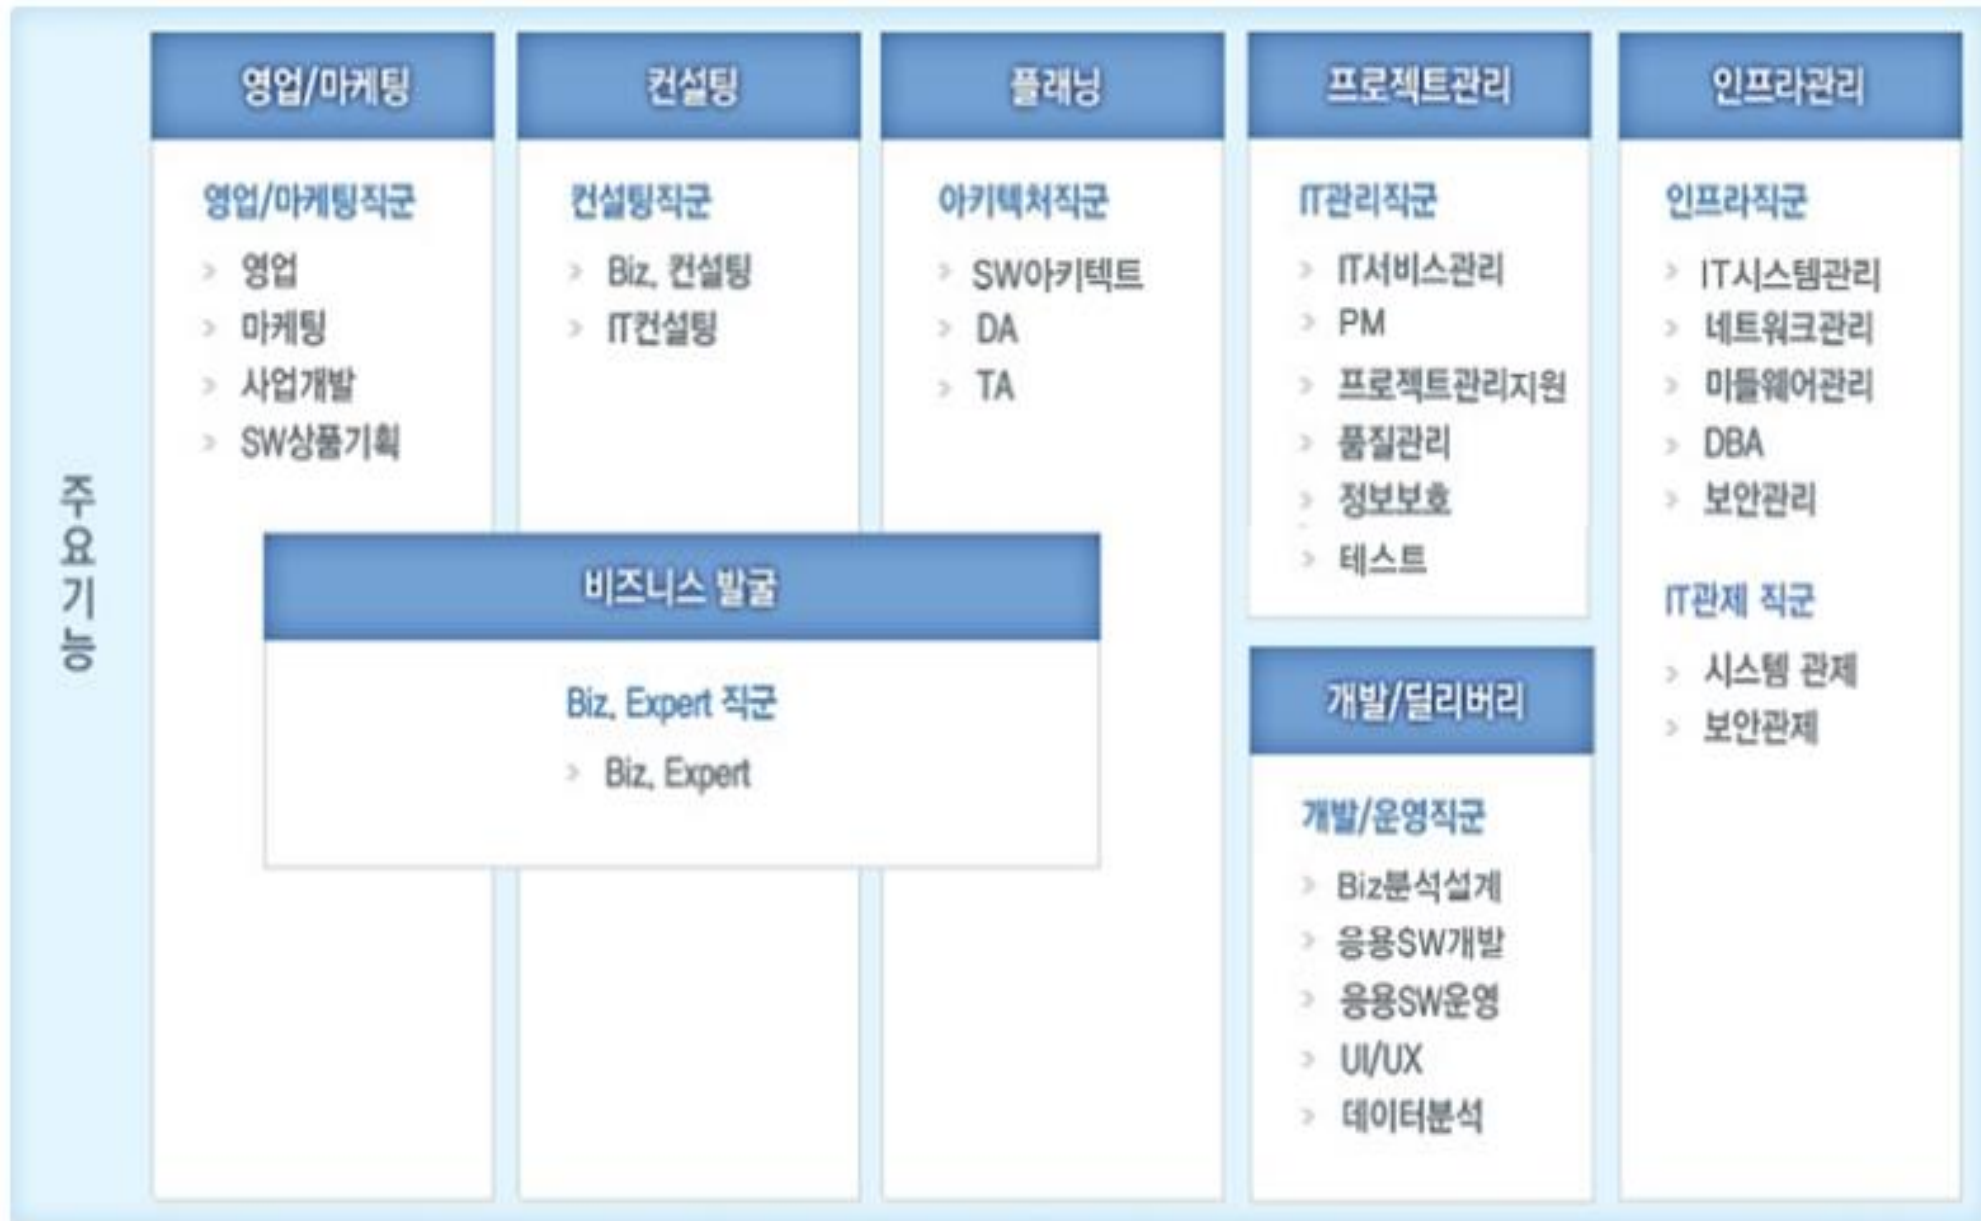 주요기능
영업/마케팅
영업/마케팅직군
영업
마케팅
사업개발
SW상품기획
컨설팅
컨설팅직군
Biz. 컨설팅
IT컨설팅
플래닝
아키텍처직군
SW아키텍트
DA
TA
비즈니스 발굴
Biz. Expert 직군
Biz. Expert
프로젝트관리
IT관리직군
IT서비스관리
PM
프로젝트관리지원
품질관리
정보보호
테스트
개발/딜리버리
개발/운영직군
Biz분석설계
응용SW개발
응용SW운영
UI/UX
데이터분석
인프라관리
인프라직군
IT시스템관리
네트워크관리
미들웨어관리
DBA
보안관리
IT관제 직군
시스템 관제
보안관제